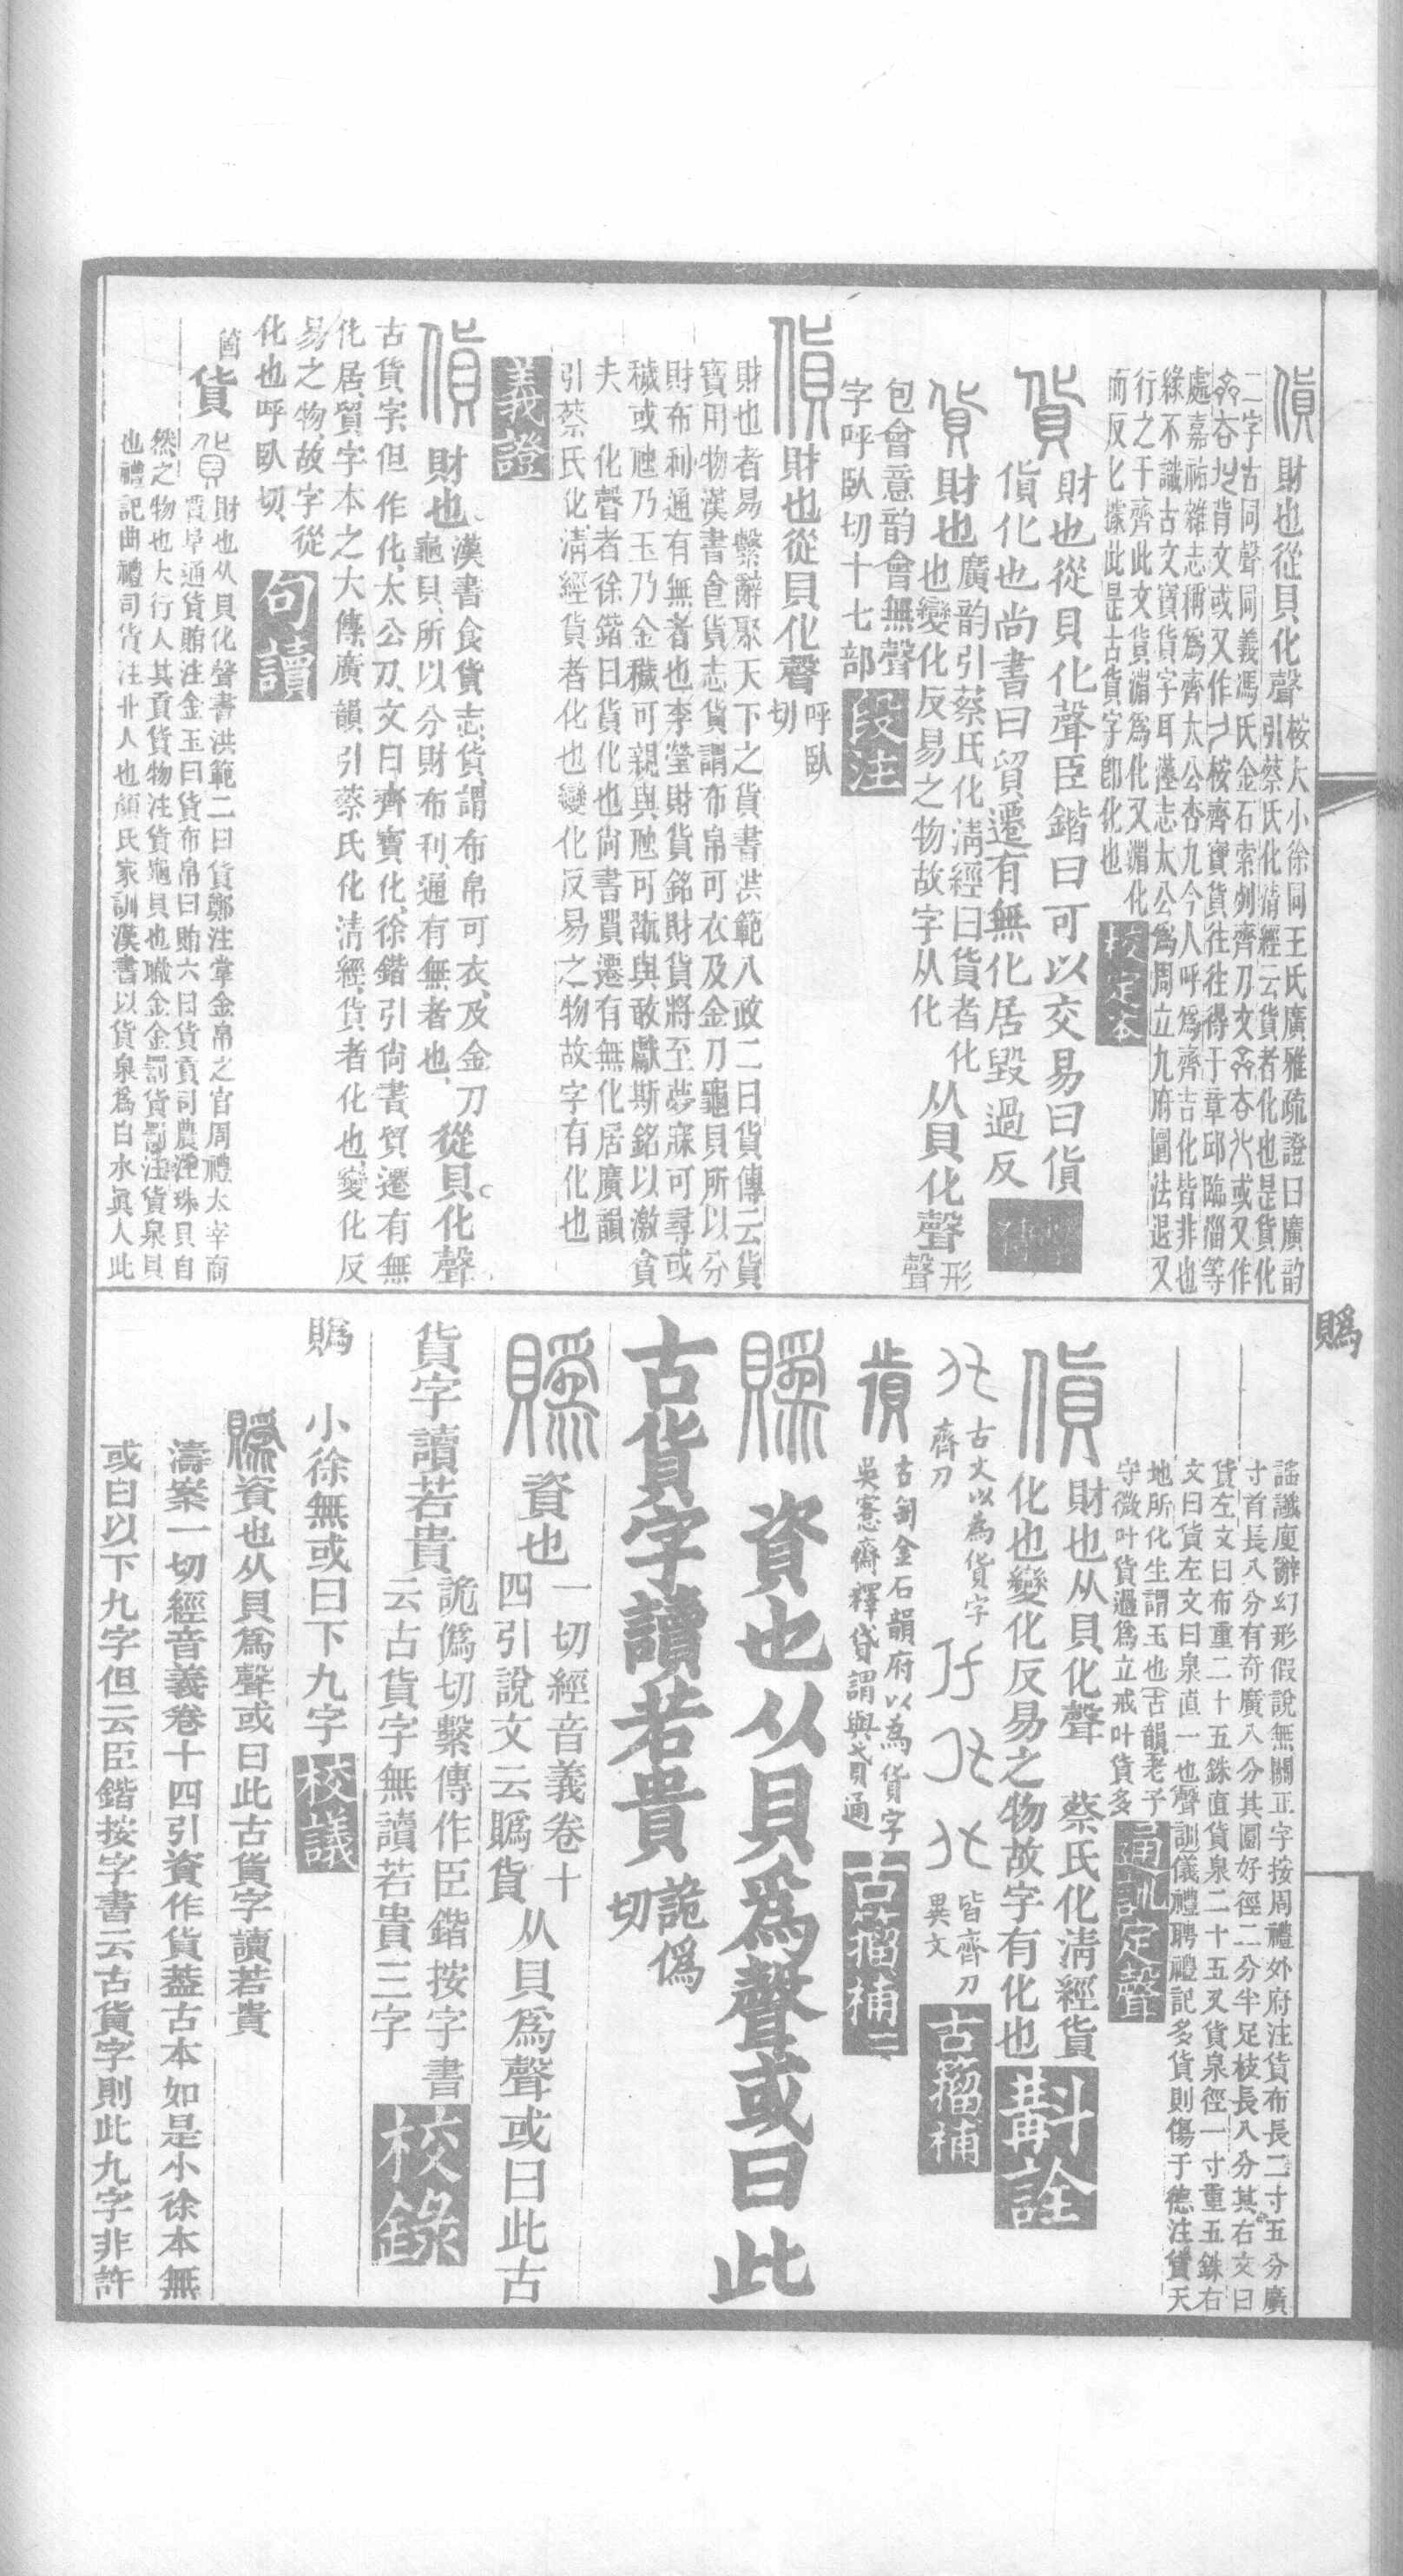 財也從貝化聲
桉大小徐同王氏廣雅疏證曰廣韵
引蔡氏化清經云貨者化也是貨化
二字古同聲同義馮氏金石索列齊刀文
或又作
背文或又作
桉齊寶貨往往得于章邱臨淄等
處嘉祐雜志稱爲齊太公杏九今人呼爲齊吉化皆非也
綠不識古文寶貨字耳漢志太公爲周立九府圜法退又
行之于齊此文貨渻爲化又渻化
而反匕據此是古貨字卽化也
校定本
貨
財也從貝化聲臣鍇曰可以交易曰貨
貨化也尚書曰貿遷有無化居毀過反
貨
財也
廣韵引蔡氏化清經曰貨者化
也變化反易之物故字从化
从貝化聲
形聲
包會意韵會無聲
字呼臥切十七部
段注
財也從貝化聲
呼臥切
財也者易繫辭聚天下之貨書洪範八政二曰貨傳云貨
寶用物漢書食貨志貨謂布帛可衣及金刀龜貝所以分
財布利通有無者也李瑩財貨銘財貨將至夢寐可尋或
穢或虺乃玉乃金穢可親與虺可翫與敢獻斯銘以激貪
夫 化聲者徐鍇曰貨化也尚書貿遷有無化居廣韻
引蔡氏化清經貨者化也變化反易之物故字有化也
義證
財也
漢書食貨志貨謂布帛可衣及金刀
龜貝所以分財布利通有無者也
從貝化聲
古貨字但作化太公刀文曰齊寶化徐鍇引尚書貿遷有無
化居貿字本之大傳廣韻引蔡氏化清經貨者化也變化反
易之物故字從
化也呼臥切
句讀
箇
貨
財也从貝化聲書洪範二曰貨鄭注掌金帛之官周禮太宰商
賈阜通貨賄注金玉曰貨布帛曰賄六曰貨貢司農注珠貝自
然之物也大行人其貢貨物注貨龜貝也職金金罰貨罰注貨泉貝
也禮記曲禮司貨注丱人也顏氏家訓漢書以貨泉爲白水眞人此
賵
謠讖廋辭幻形假說無關正字按周禮外府注貨布長二寸五分廣
寸首長八分有奇廣八分其圜好徑二分半足枝長八分其右文曰
貨左文曰布重二十五銖直貨泉二十五又貨泉徑一寸重五銖右
文曰貨左文曰泉直一也
聲訓
儀禮聘禮記多貨則傷于德注貨天
地所化生謂玉也
古韻
老子
守微叶貨過爲立戒叶貨多
通訓定聲
財也从貝化聲 蔡氏化清經貨
化也變化反易之物故字有化也
斠詮
古文以爲貨字
齊刀
皆齊刀
異文
古籀補
古匋金石韻府以爲貨字
吳愙齋釋貸謂與弍貝通
古籀補二
資也从貝爲聲或曰此
古貨字讀若貴
詭僞切
資也
一切經音義卷十
四引說文云䞈貨
从貝爲聲或曰此古
貨字讀若貴
詭僞切繫傳作臣鍇按字書
云古貨字無讀若貴三字
校錄
䞈 小徐無或曰下九字
校議
資也从貝爲聲或曰此古貨字讀若貴
濤案一切經音義卷十四引資作貨葢古本如是小徐本無
或曰以下九字但云臣鍇按字書云古貨字則此九字非許